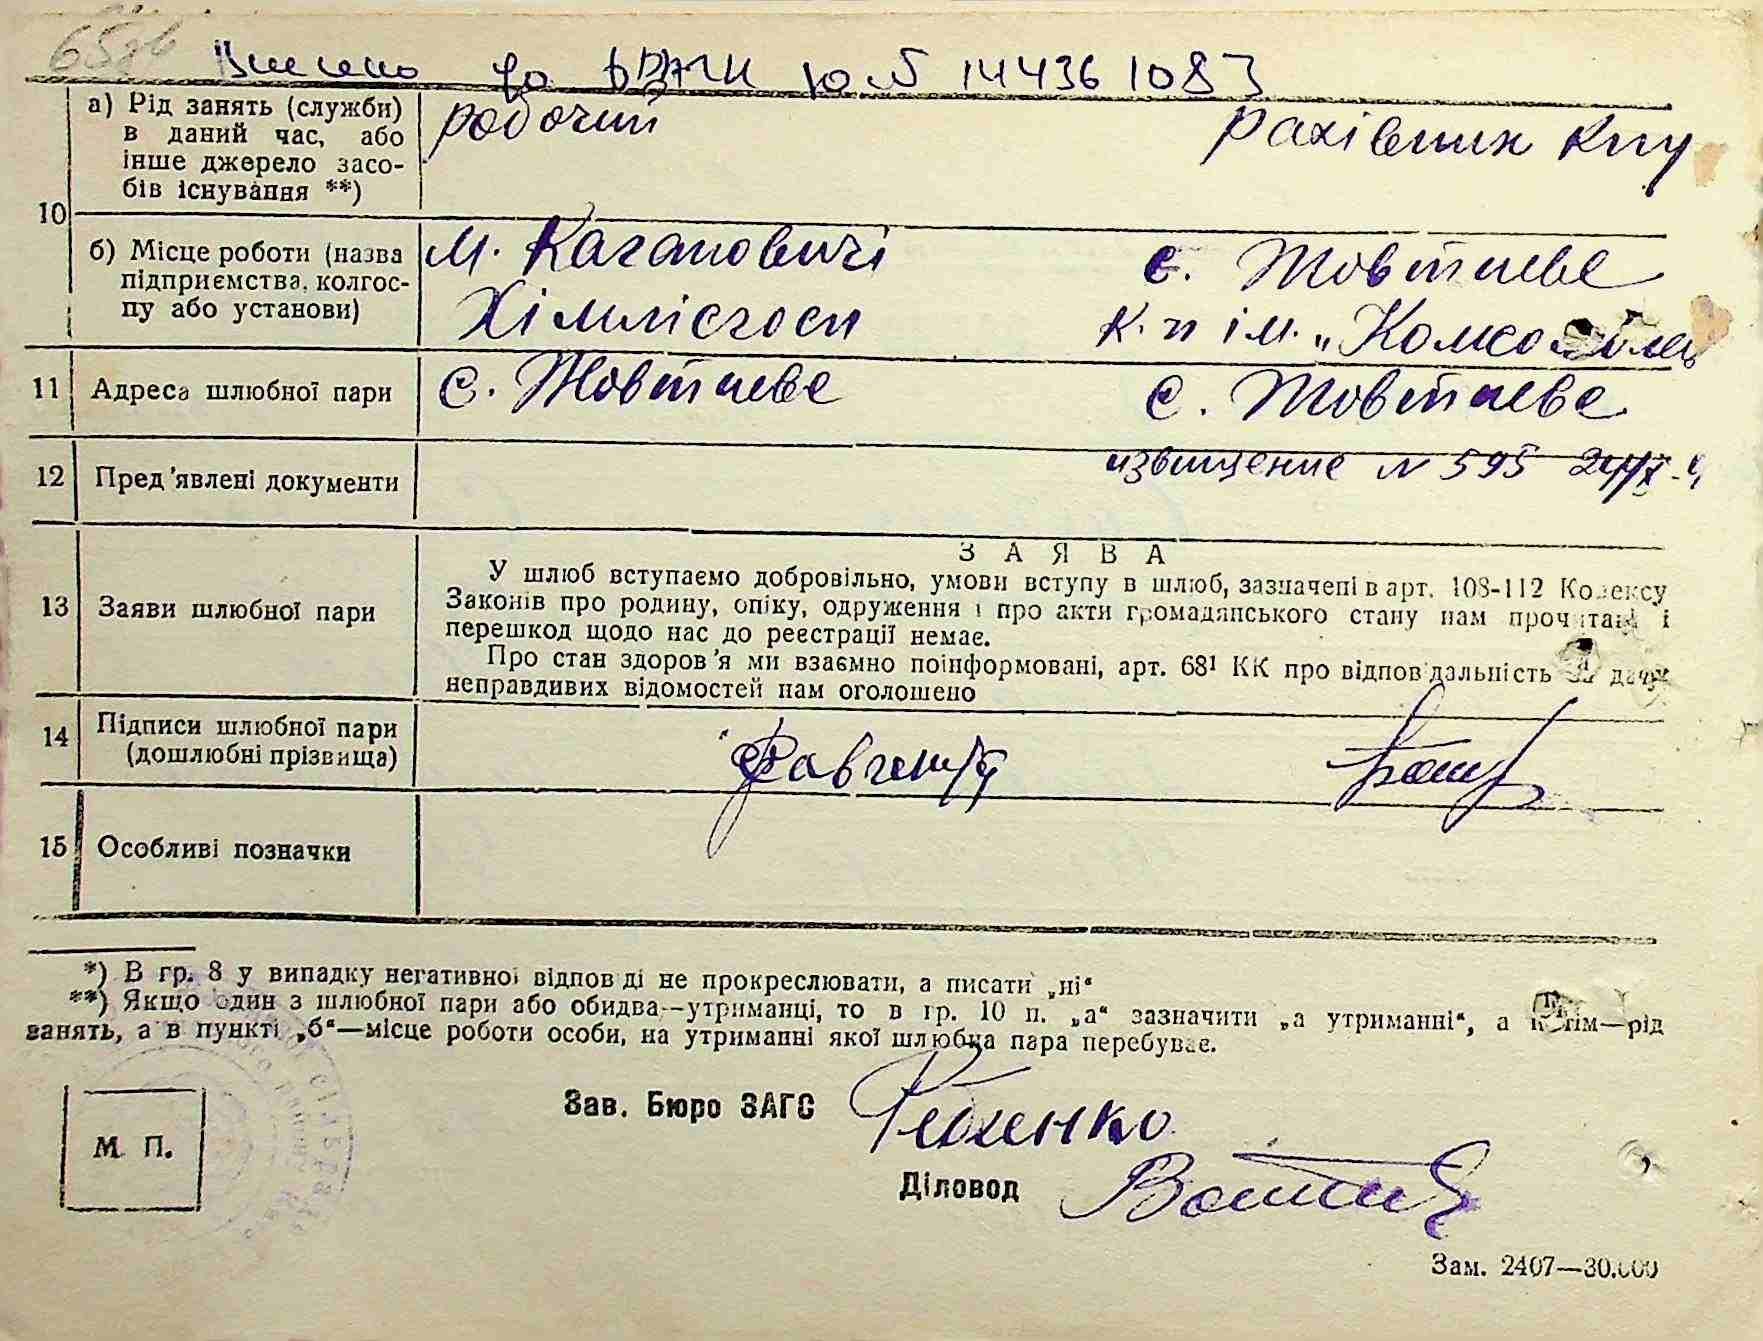 65зв
Внесено до ДРАЦС ю.№ 144361083
10 а) Рід занять (служби) в даний час, або інше джерело засобів існування **)
робочий
рахівник
б) Місце роботи (назва підприємства, колгоспу або установи)
М. Кагановичі
Хімлісгосп
с. Жовтневе
К. п ім. „Комсомолец
11 Адреса шлюбної пари
с. Жовтневе
с. Жовтневе
12 Пред'явлені документи
извищение N 595
13 Заяви шлюбної пари
ЗАЯВА
У шлюб вступаємо добровільно, умови вступу в шлюб, зазначені в арт. 108-112 Кодексу
Законів про родину, опіку, одруження і про акти громадянського стану нам прочитані і
перешкод щодо нас до реєстрації немає.
Про стан здоров'я ми взаємно поінформовані, арт. 68¹ КК про відповідальність за дачу
неправдивих відомостей нам оголошено
14 Підписи шлюбної пари
(дошлюбні прізвища)
15 Особливі позначки
*) В гр. 8 у випадку негативної відповіді не прокреслювати, а писати „ні“
**) Якщо один з шлюбної пари або обидва—утриманці, то в гр. 10 п. „а“ зазначити „а утриманні“, а потім—рід
занять, а в пункті „б“—місце роботи особи, на утриманні якої шлюбна пара перебуває.
Зав. Бюро ЗАГС
М. П.
Діловод
Зам. 2407—30.000